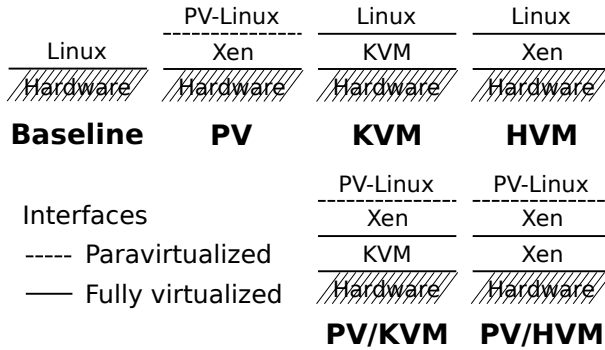 PV-Linux Linux Linux
Linux Xen KVM Xen
Hardware Hardware Hardware Hardware
Baseline PV KVM HVM
PV-Linux PV-Linux
Interfaces Xen Xen
Paravirtualized KVM Xen
Fully virtualized Hardware Hardware
PV/KVM PV/HVM